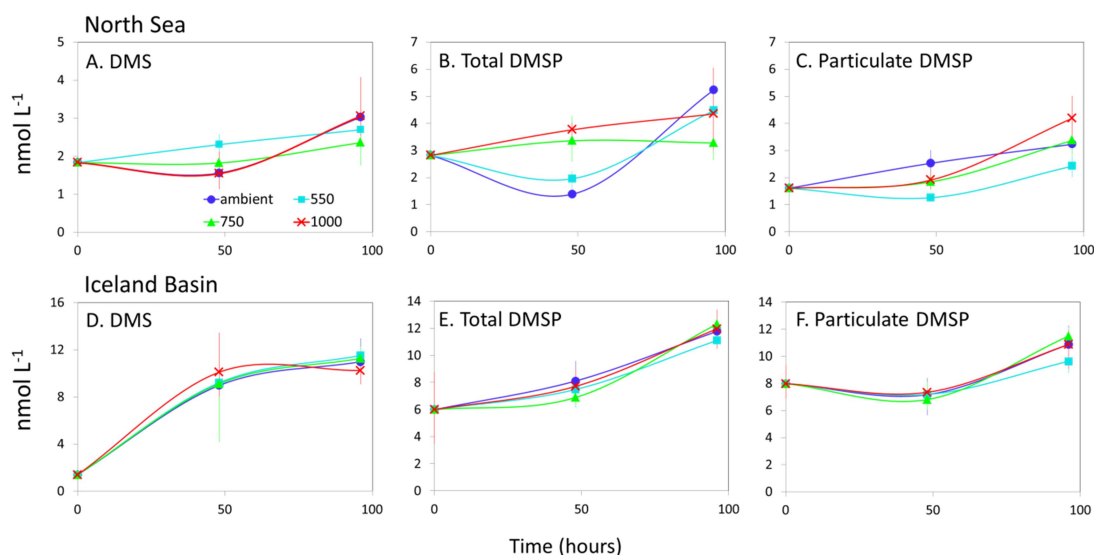 North Sea
A. DMS
B. Total DMSP
C. Particulate DMSP
nmol L-1
5
4
3
2
1
0
ambient 550
750 1000
0 50 100
7
6
5
4
3
2
1
0
0 50 100
7
6
5
4
3
2
1
0
0 50 100
Iceland Basin
D. DMS
E. Total DMSP
F. Particulate DMSP
nmol L-1
16
12
8
4
0
0 50 100
14
12
10
8
6
4
2
0
0 50 100
14
12
10
8
6
4
2
0
0 50 100
Time (hours)